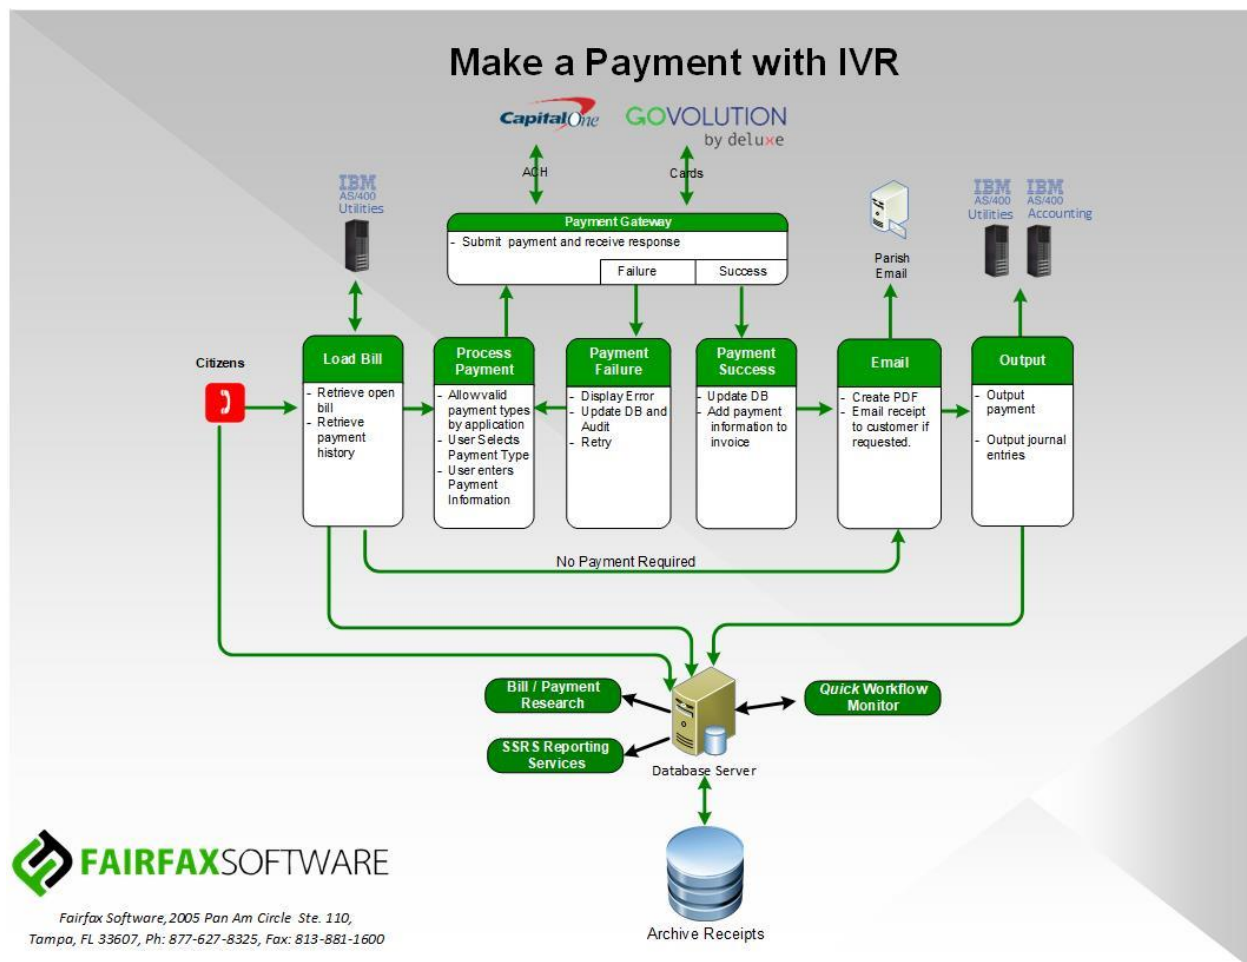 Make a Payment with IVR
CapitalOne
GOVOLUTION
by deluxe
ACH
Cards
IBM
AS/400
Utilities
Payment Gateway
- Submit payment and receive response
Failure
Success
Parish
Email
IBM
AS/400
Utilities
IBM
AS/400
Accounting
Citizens
Load Bill
- Retrieve open
bill
- Retrieve
payment
history
Process
Payment
- Allow valid
payment types
by application
- User Selects
Payment Type
- User enters
Payment
Information
Payment
Failure
- Display Error
- Update DB and
Audit
- Retry
Payment
Success
- Update DB
- Add payment
information to
invoice
Email
- Create PDF
- Email receipt
to customer if
requested.
Output
- Output
payment
- Output journal
entries
No Payment Required
Bill / Payment
Research
Quick Workflow
Monitor
SSRS Reporting
Services
Database Server
Archive Receipts
FAIRFAXSOFTWARE
Fairfax Software, 2005 Pan Am Circle Ste. 110,
Tampa, FL 33607, Ph: 877-627-8325, Fax: 813-881-1600